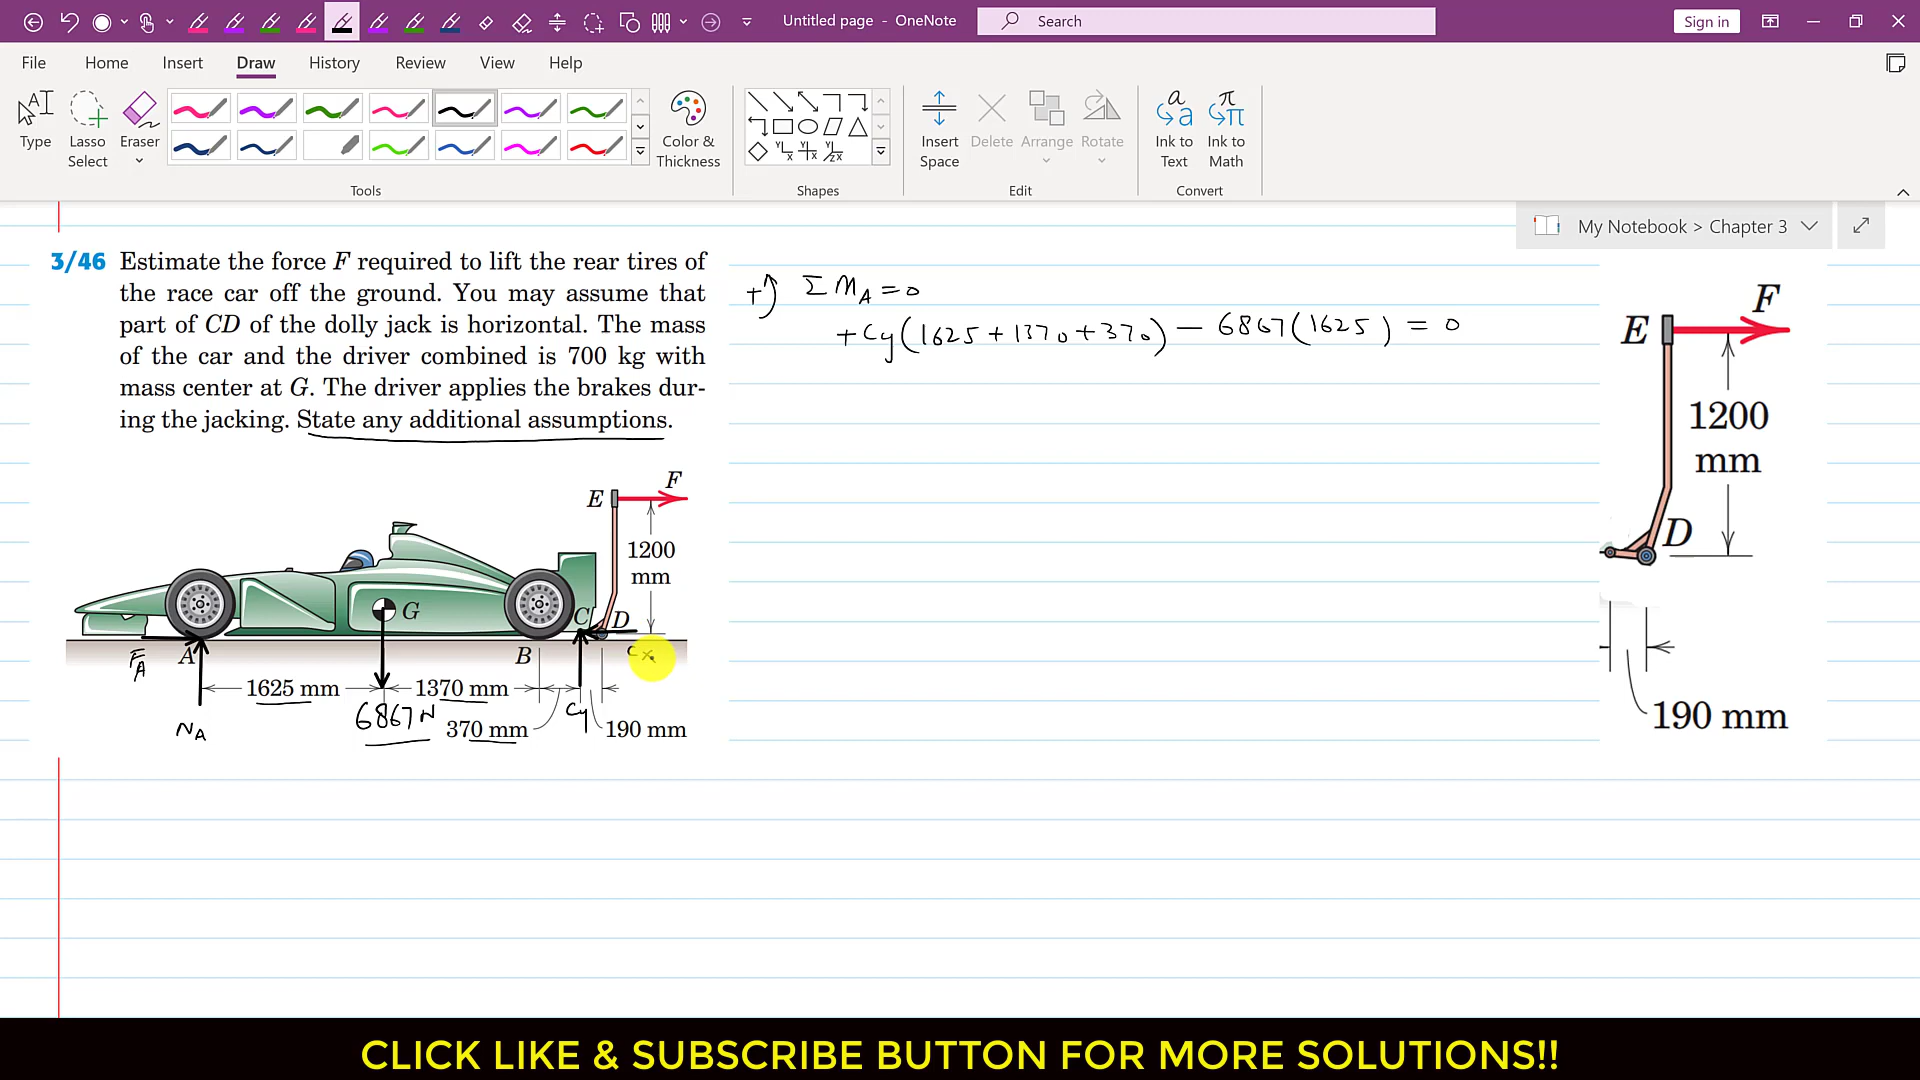 Untitled page - OneNote
Search
Sign in
File Home Insert Draw History Review View Help
Type
Lasso Select
Eraser
Color & Thickness
Insert Space
Delete
Arrange
Rotate
Ink to Text
Ink to Math
Tools
Shapes
Edit
Convert
My Notebook > Chapter 3
3/46 Estimate the force F required to lift the rear tires of
the race car off the ground. You may assume that
part of CD of the dolly jack is horizontal. The mass
of the car and the driver combined is 700 kg with
mass center at G. The driver applies the brakes dur-
ing the jacking. State any additional assumptions.
+ Σ M_A = 0
+Cy(1625+1370+370) - 6867(1625) = 0
F
E
1200
mm
G
C
D
F_A
A
B
Cx
1625 mm
1370 mm
6867 N
370 mm
Cy
190 mm
N_A
F
E
1200
mm
D
190 mm
CLICK LIKE & SUBSCRIBE BUTTON FOR MORE SOLUTIONS!!